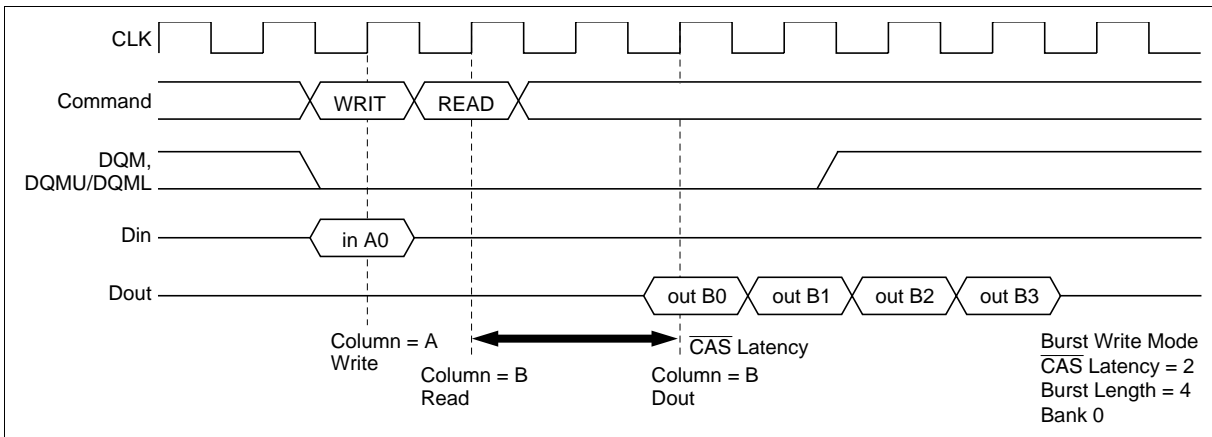 CLK
Command
WRIT
READ
DQM,
DQMU/DQML
Din
in A0
Dout
out B0
out B1
out B2
out B3
Column = A
Write
CAS Latency
Column = B
Read
Column = B
Dout
Burst Write Mode
CAS Latency = 2
Burst Length = 4
Bank 0